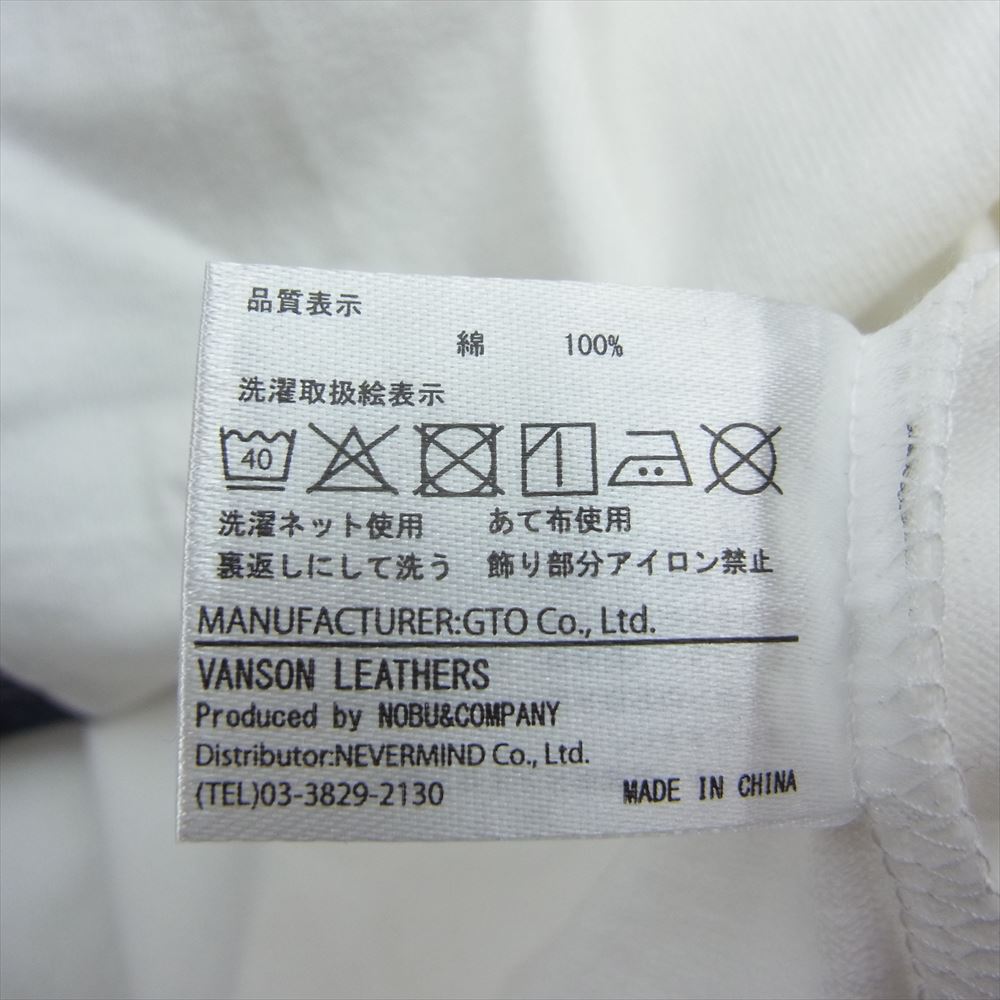 品質表示
綿 100%
洗濯取扱絵表示
40
洗濯ネット使用 あて布使用
裏返しにして洗う 飾り部分アイロン禁止
MANUFACTURER:GTO Co., Ltd.
VANSON LEATHERS
Produced by NOBU&COMPANY
Distributor:NEVERMIND Co., Ltd.
(TEL)03-3829-2130 MADE IN CHINA